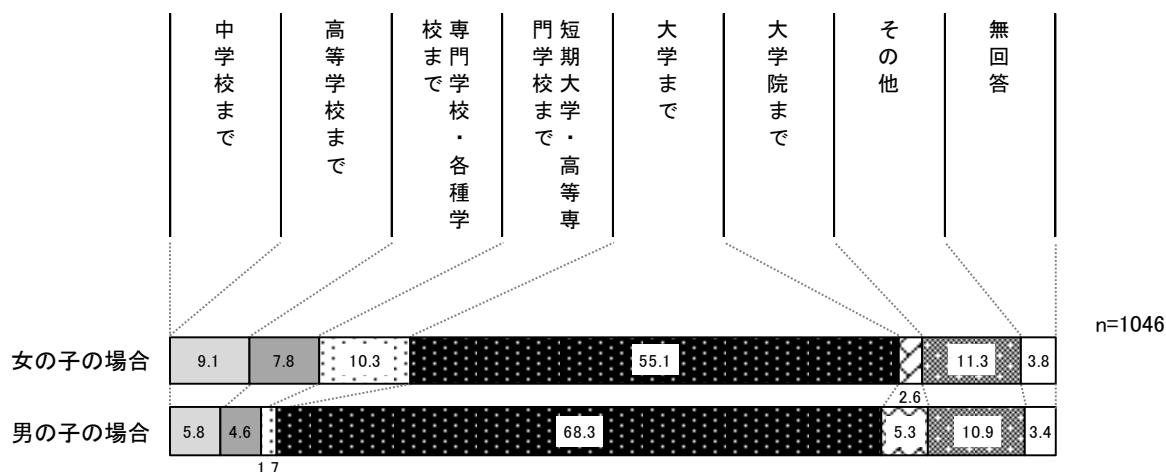 中学校まで
高等学校まで
専門学校・各種学
校まで
短期大学・高等専
門学校まで
大学まで
大学院まで
その他
無回答
n=1046
女の子の場合
9.1
7.8
10.3
55.1
2.6
11.3
3.8
男の子の場合
5.8
4.6
1.7
68.3
5.3
10.9
3.4